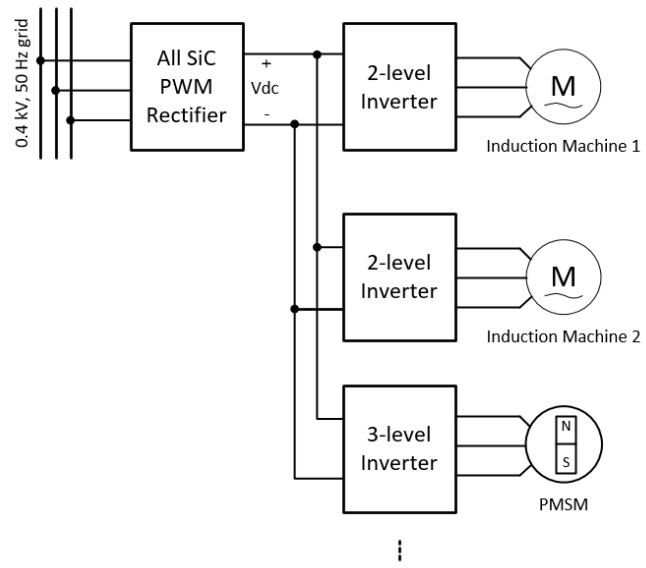 0.4 kV, 50 Hz grid
All SiC
PWM
Rectifier
+
Vdc
-
2-level
Inverter
M
Induction Machine 1
2-level
Inverter
M
Induction Machine 2
3-level
Inverter
N
S
PMSM